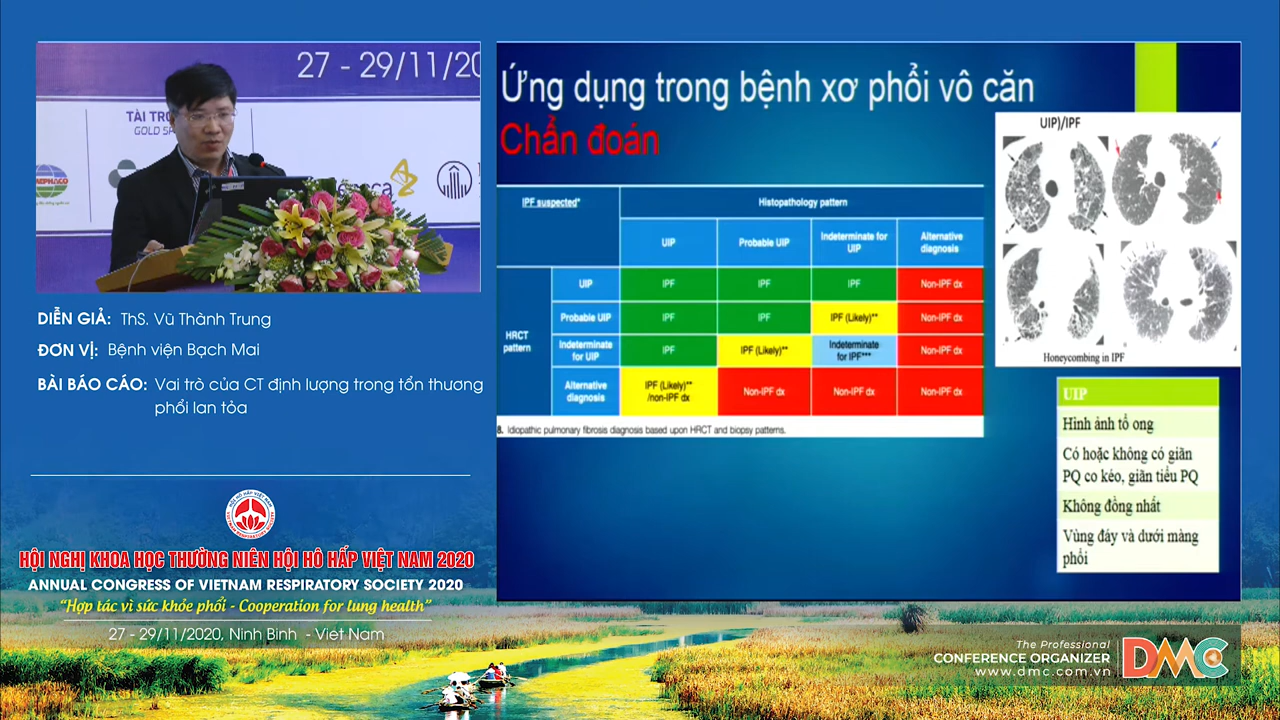 27 - 29/11/20
TÀI TRỢ
GOLD SP
DIỄN GIẢ: ThS. Vũ Thành Trung
ĐƠN VỊ: Bệnh viện Bạch Mai
BÀI BÁO CÁO: Vai trò của CT định lượng trong tổn thương
phổi lan tỏa
HỘI NGHỊ KHOA HỌC THƯỜNG NIÊN HỘI HÔ HẤP VIỆT NAM 2020
ANNUAL CONGRESS OF VIETNAM RESPIRATORY SOCIETY 2020
“Hợp tác vì sức khỏe phổi - Cooperation for lung health”
27 - 29/11/2020, Ninh Binh - Viet Nam
Ứng dụng trong bệnh xơ phổi vô căn
Chẩn đoán
IPF suspected*
Histopathology pattern
UIP
Probable UIP
Indeterminate for
UIP
Alternative
diagnosis
HRCT
pattern
UIP
IPF
IPF
IPF
Non-IPF dx
Probable UIP
IPF
IPF
IPF (Likely)**
Non-IPF dx
Indeterminate
for UIP
IPF
IPF (Likely)**
Indeterminate
for IPF***
Non-IPF dx
Alternative
diagnosis
IPF (Likely)**
/non-IPF dx
Non-IPF dx
Non-IPF dx
Non-IPF dx
8. Idiopathic pulmonary fibrosis diagnosis based upon HRCT and biopsy patterns.
UIP)/IPF
Honeycombing in IPF
UIP
Hình ảnh tổ ong
Có hoặc không có giãn
PQ co kéo, giãn tiểu PQ
Không đồng nhất
Vùng đáy và dưới màng
phổi
The Professional
CONFERENCE ORGANIZER
www.dmc.com.vn
DMC